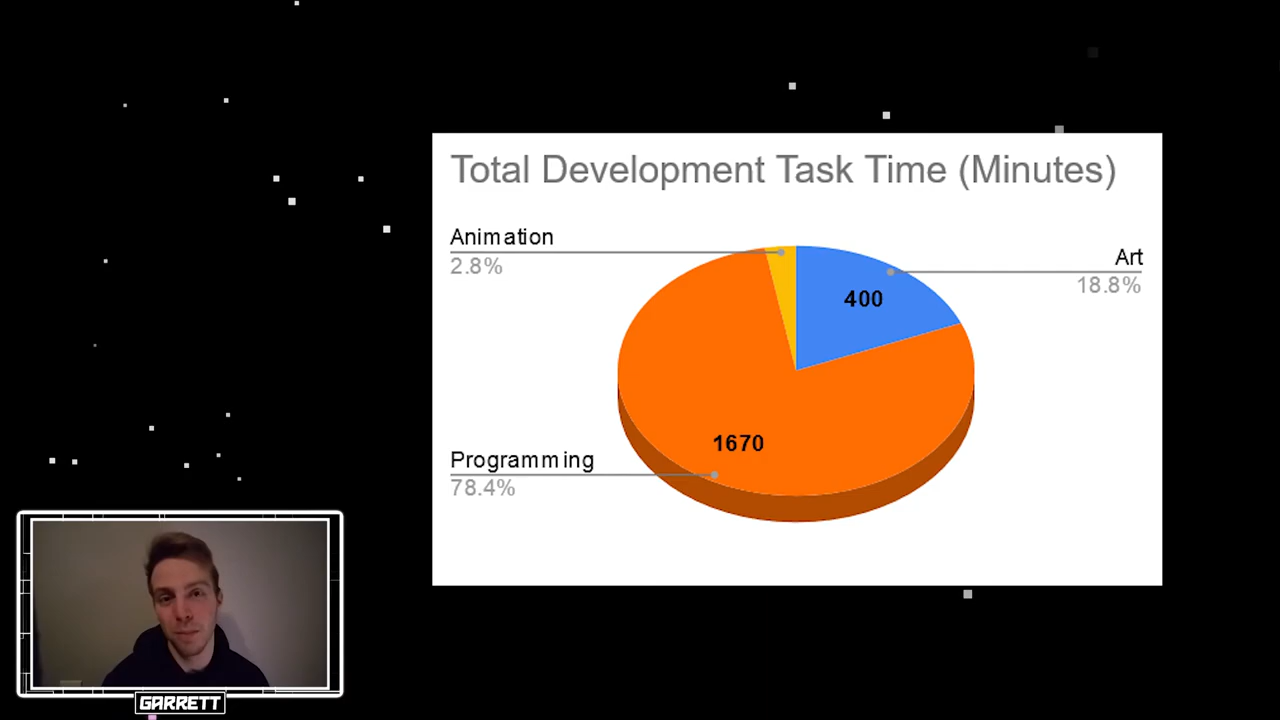 Total Development Task Time (Minutes)
Animation
2.8%
Art
18.8%
400
1670
Programming
78.4%
GARRETT